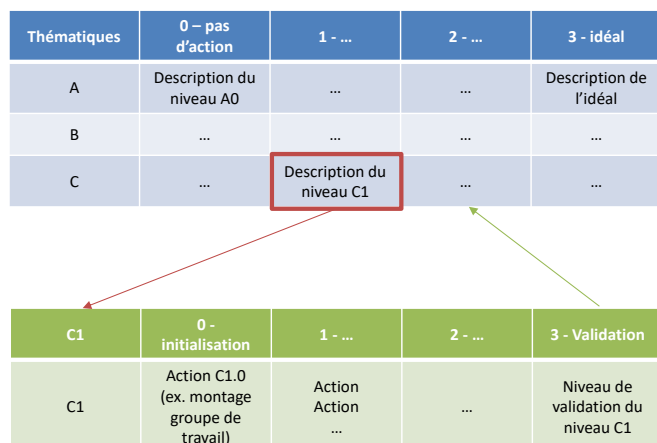 Thématiques
0 – pas
d’action
1 - …
2 - …
3 - idéal
A
Description du
niveau A0
…
…
Description de
l’idéal
B
…
…
…
…
C
…
Description du
niveau C1
…
…
C1
0 -
initialisation
1 - …
2 - …
3 - Validation
C1
Action C1.0
(ex. montage
groupe de
travail)
Action
Action
…
…
Niveau de
validation du
niveau C1